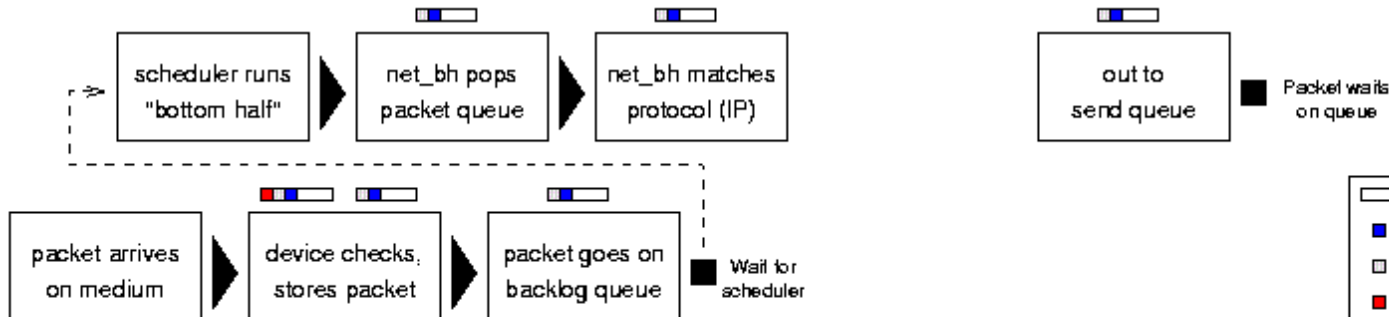 scheduler runs
"bottom half"
net_bh pops
packet queue
net_bh matches
protocol (IP)
out to
send queue
Packet waits
on queue
packet arrives
on medium
device checks,
stores packet
packet goes on
backlog queue
Wait for
scheduler